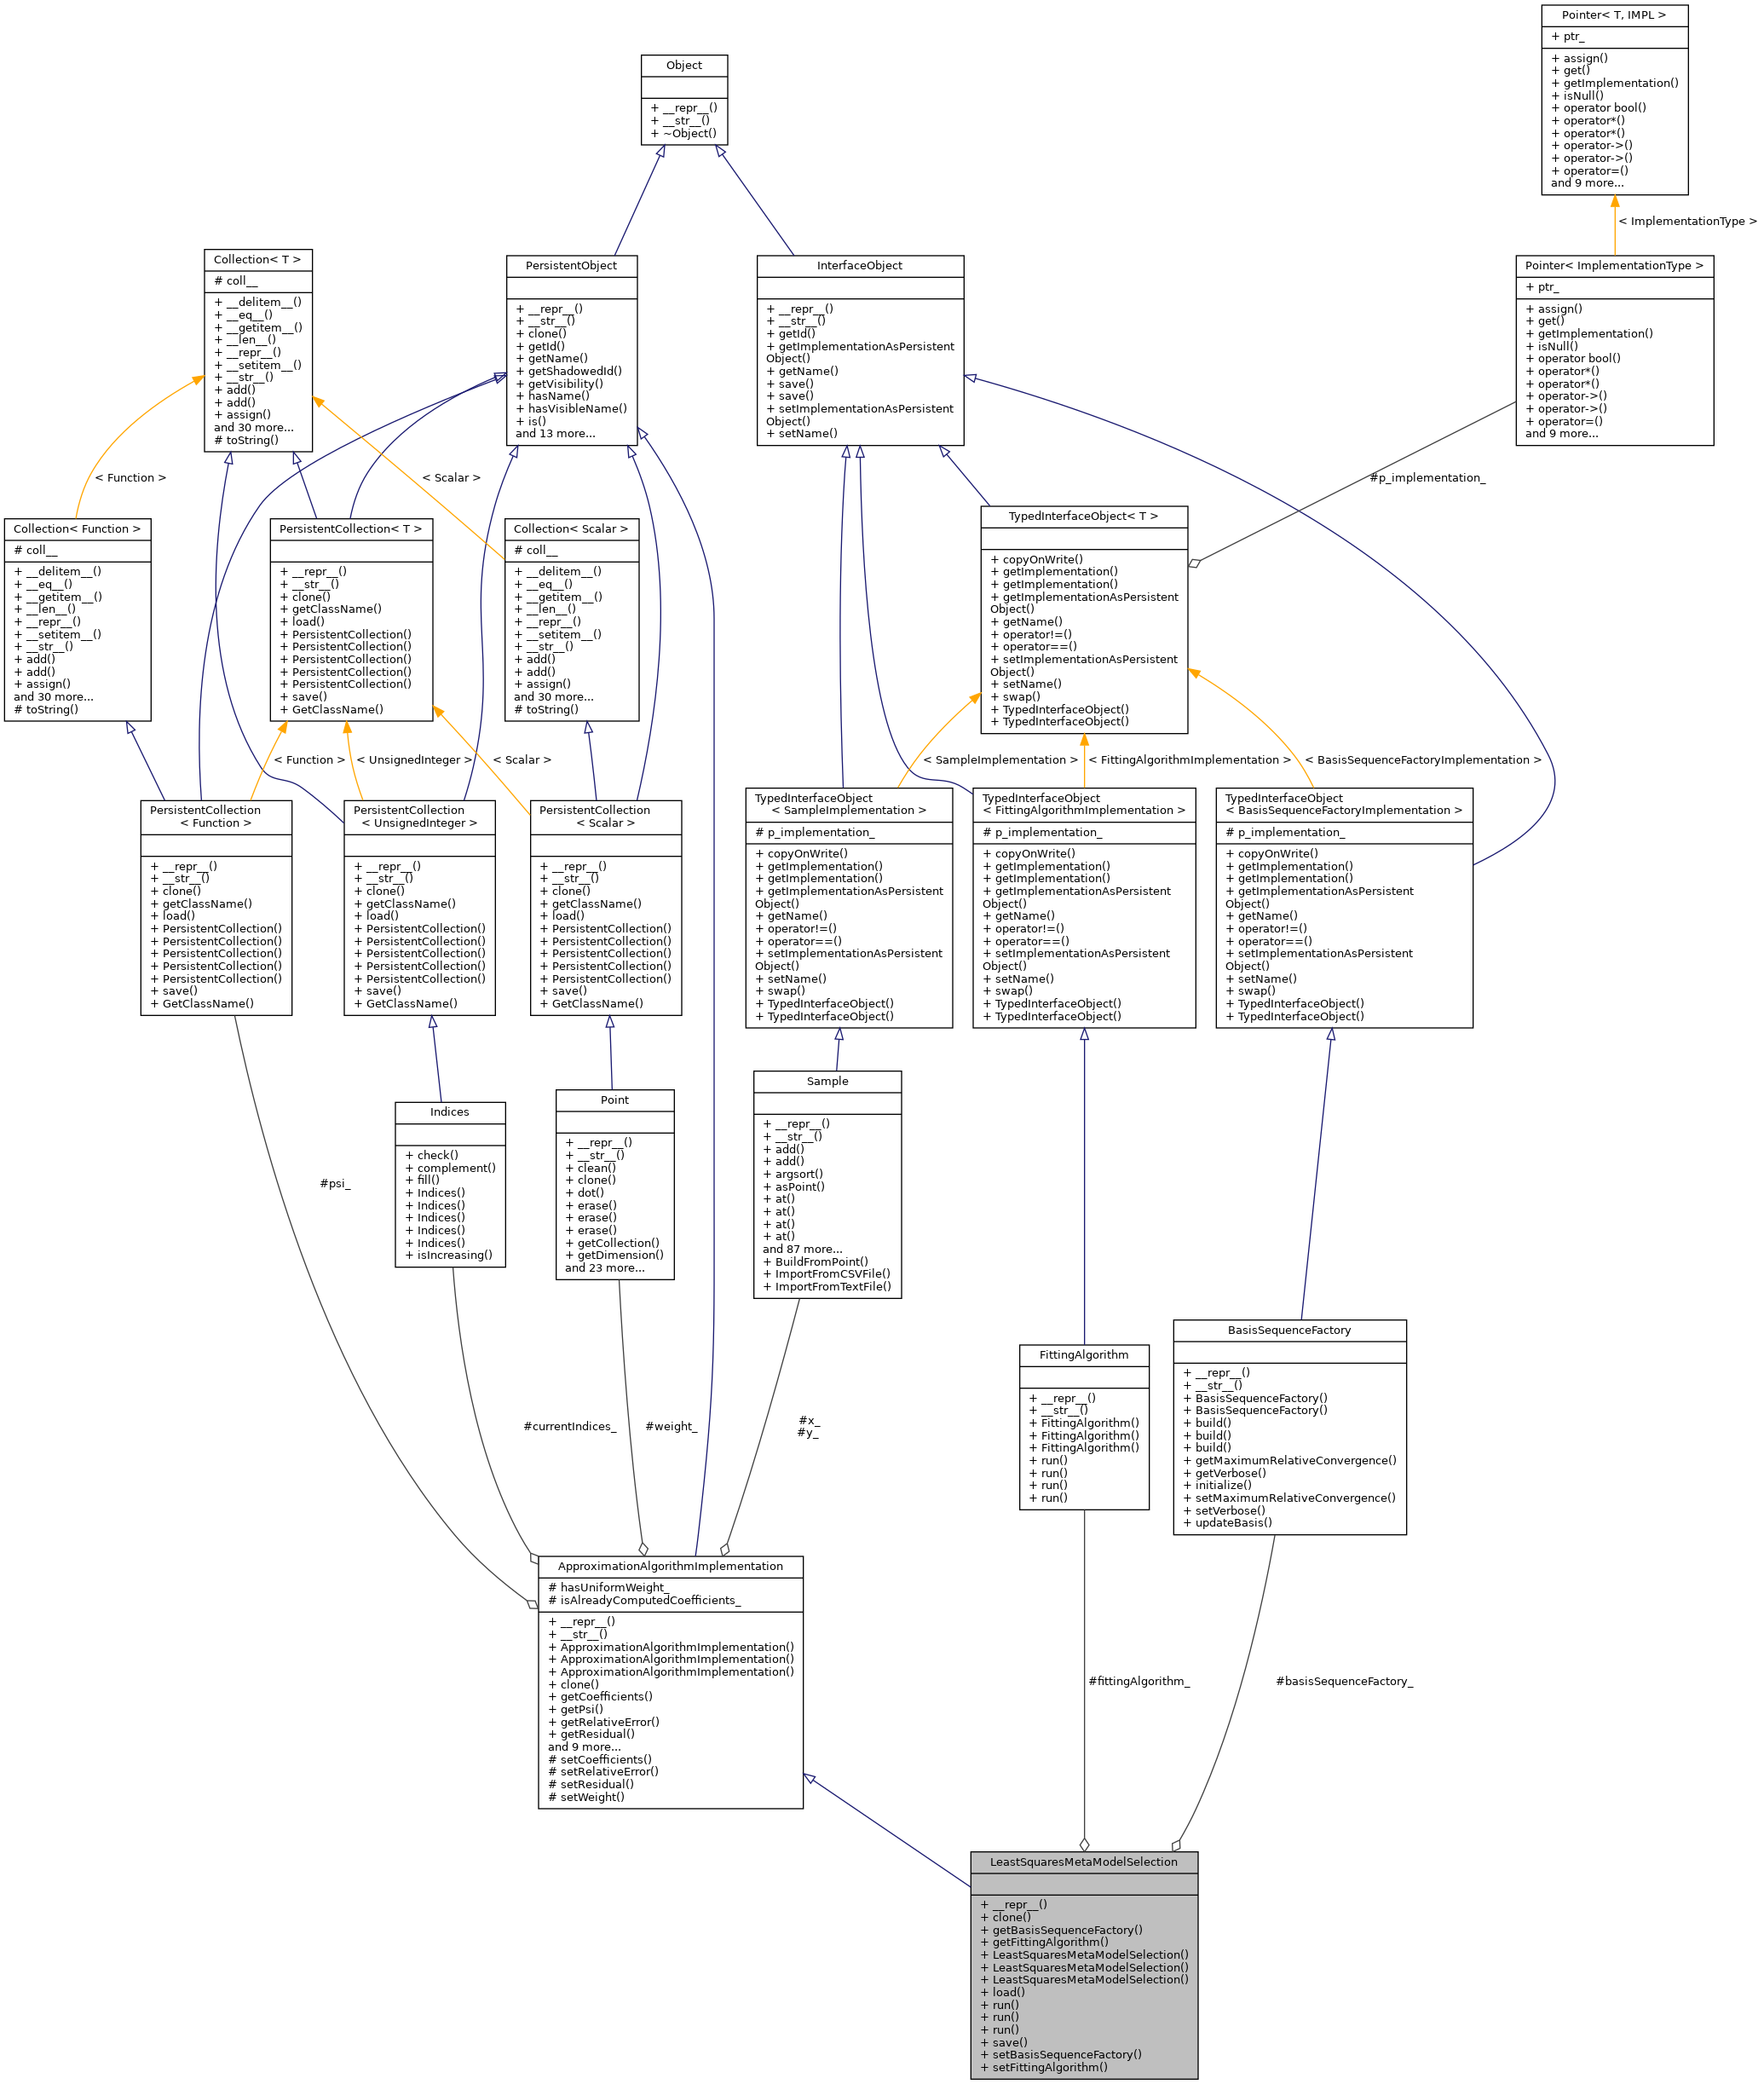 Pointer< T, IMPL >
+ ptr_
+ assign()
+ get()
+ getImplementation()
+ isNull()
+ operator bool()
+ operator*()
+ operator*()
+ operator->()
+ operator->()
+ operator=()
and 9 more...
Object
+ __repr__()
+ __str__()
+ ~Object()
< ImplementationType >
Collection< T >
# coll__
+ __delitem__()
+ __eq__()
+ __getitem__()
+ __len__()
+ __repr__()
+ __setitem__()
+ __str__()
+ add()
+ add()
+ assign()
and 30 more...
# toString()
PersistentObject
+ __repr__()
+ __str__()
+ clone()
+ getId()
+ getName()
+ getShadowedId()
+ getVisibility()
+ hasName()
+ hasVisibleName()
+ is()
and 13 more...
InterfaceObject
+ __repr__()
+ __str__()
+ getId()
+ getImplementationAsPersistent
Object()
+ getName()
+ save()
+ save()
+ setImplementationAsPersistent
Object()
+ setName()
Pointer< ImplementationType >
+ ptr_
+ assign()
+ get()
+ getImplementation()
+ isNull()
+ operator bool()
+ operator*()
+ operator*()
+ operator->()
+ operator->()
+ operator=()
and 9 more...
< Function >
< Scalar >
#p_implementation_
Collection< Function >
# coll__
+ __delitem__()
+ __eq__()
+ __getitem__()
+ __len__()
+ __repr__()
+ __setitem__()
+ __str__()
+ add()
+ add()
+ assign()
and 30 more...
# toString()
PersistentCollection< T >
+ __repr__()
+ __str__()
+ clone()
+ getClassName()
+ load()
+ PersistentCollection()
+ PersistentCollection()
+ PersistentCollection()
+ PersistentCollection()
+ PersistentCollection()
+ save()
+ GetClassName()
Collection< Scalar >
# coll__
+ __delitem__()
+ __eq__()
+ __getitem__()
+ __len__()
+ __repr__()
+ __setitem__()
+ __str__()
+ add()
+ add()
+ assign()
and 30 more...
# toString()
TypedInterfaceObject< T >
+ copyOnWrite()
+ getImplementation()
+ getImplementation()
+ getImplementationAsPersistent
Object()
+ getName()
+ operator!=()
+ operator==()
+ setImplementationAsPersistent
Object()
+ setName()
+ swap()
+ TypedInterfaceObject()
+ TypedInterfaceObject()
< Function >
< UnsignedInteger >
< Scalar >
< SampleImplementation >
< FittingAlgorithmImplementation >
< BasisSequenceFactoryImplementation >
PersistentCollection
< Function >
+ __repr__()
+ __str__()
+ clone()
+ getClassName()
+ load()
+ PersistentCollection()
+ PersistentCollection()
+ PersistentCollection()
+ PersistentCollection()
+ PersistentCollection()
+ save()
+ GetClassName()
PersistentCollection
< UnsignedInteger >
+ __repr__()
+ __str__()
+ clone()
+ getClassName()
+ load()
+ PersistentCollection()
+ PersistentCollection()
+ PersistentCollection()
+ PersistentCollection()
+ PersistentCollection()
+ save()
+ GetClassName()
PersistentCollection
< Scalar >
+ __repr__()
+ __str__()
+ clone()
+ getClassName()
+ load()
+ PersistentCollection()
+ PersistentCollection()
+ PersistentCollection()
+ PersistentCollection()
+ PersistentCollection()
+ save()
+ GetClassName()
TypedInterfaceObject
< SampleImplementation >
# p_implementation_
+ copyOnWrite()
+ getImplementation()
+ getImplementation()
+ getImplementationAsPersistent
Object()
+ getName()
+ operator!=()
+ operator==()
+ setImplementationAsPersistent
Object()
+ setName()
+ swap()
+ TypedInterfaceObject()
+ TypedInterfaceObject()
TypedInterfaceObject
< FittingAlgorithmImplementation >
# p_implementation_
+ copyOnWrite()
+ getImplementation()
+ getImplementation()
+ getImplementationAsPersistent
Object()
+ getName()
+ operator!=()
+ operator==()
+ setImplementationAsPersistent
Object()
+ setName()
+ swap()
+ TypedInterfaceObject()
+ TypedInterfaceObject()
TypedInterfaceObject
< BasisSequenceFactoryImplementation >
# p_implementation_
+ copyOnWrite()
+ getImplementation()
+ getImplementation()
+ getImplementationAsPersistent
Object()
+ getName()
+ operator!=()
+ operator==()
+ setImplementationAsPersistent
Object()
+ setName()
+ swap()
+ TypedInterfaceObject()
+ TypedInterfaceObject()
#psi_
Indices
+ check()
+ complement()
+ fill()
+ Indices()
+ Indices()
+ Indices()
+ Indices()
+ Indices()
+ isIncreasing()
Point
+ __repr__()
+ __str__()
+ clean()
+ clone()
+ dot()
+ erase()
+ erase()
+ erase()
+ getCollection()
+ getDimension()
and 23 more...
Sample
+ __repr__()
+ __str__()
+ add()
+ add()
+ argsort()
+ asPoint()
+ at()
+ at()
+ at()
+ at()
and 87 more...
+ BuildFromPoint()
+ ImportFromCSVFile()
+ ImportFromTextFile()
#currentIndices_
#weight_
#x_
#y_
FittingAlgorithm
+ __repr__()
+ __str__()
+ FittingAlgorithm()
+ FittingAlgorithm()
+ FittingAlgorithm()
+ run()
+ run()
+ run()
+ run()
BasisSequenceFactory
+ __repr__()
+ __str__()
+ BasisSequenceFactory()
+ BasisSequenceFactory()
+ build()
+ build()
+ build()
+ getMaximumRelativeConvergence()
+ getVerbose()
+ initialize()
+ setMaximumRelativeConvergence()
+ setVerbose()
+ updateBasis()
ApproximationAlgorithmImplementation
# hasUniformWeight_
# isAlreadyComputedCoefficients_
+ __repr__()
+ __str__()
+ ApproximationAlgorithmImplementation()
+ ApproximationAlgorithmImplementation()
+ ApproximationAlgorithmImplementation()
+ clone()
+ getCoefficients()
+ getPsi()
+ getRelativeError()
+ getResidual()
and 9 more...
# setCoefficients()
# setRelativeError()
# setResidual()
# setWeight()
#fittingAlgorithm_
#basisSequenceFactory_
LeastSquaresMetaModelSelection
+ __repr__()
+ clone()
+ getBasisSequenceFactory()
+ getFittingAlgorithm()
+ LeastSquaresMetaModelSelection()
+ LeastSquaresMetaModelSelection()
+ LeastSquaresMetaModelSelection()
+ load()
+ run()
+ run()
+ run()
+ save()
+ setBasisSequenceFactory()
+ setFittingAlgorithm()